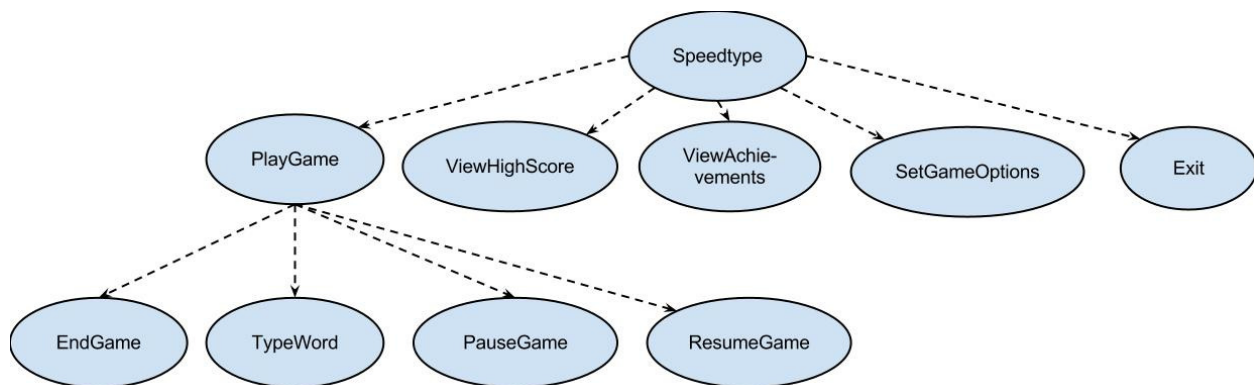 Speedtype
PlayGame
ViewHighScore
ViewAchie-
vements
SetGameOptions
Exit
EndGame
TypeWord
PauseGame
ResumeGame